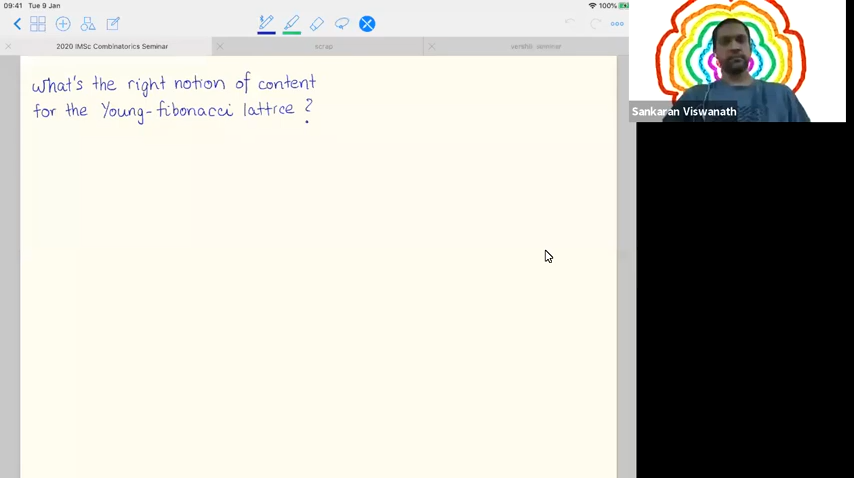 09:41 Tue 9 Jan
100%
2020 IMSc Combinatorics Seminar
scrap
vershik seminar
What's the right notion of content
for the Young-fibonacci lattice?
Sankaran Viswanath